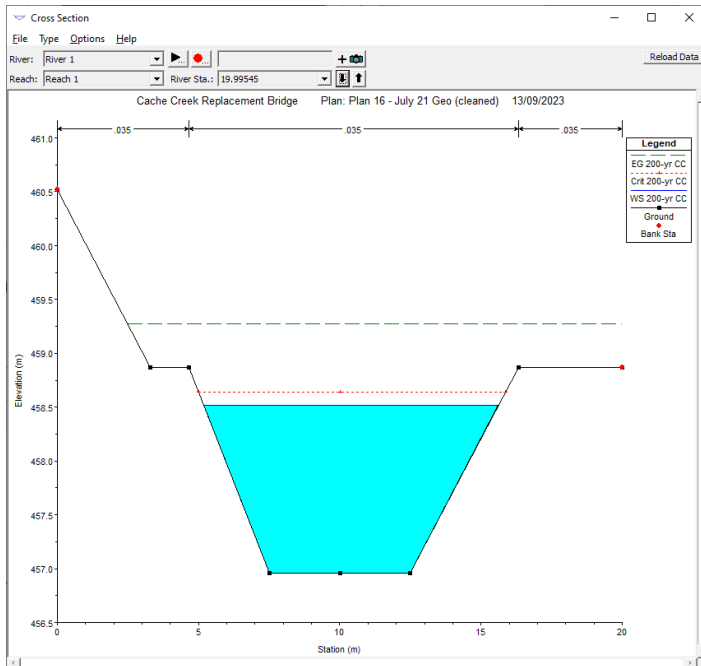 Cross Section
File Type Options Help
River: River 1
Reload Data
Reach: Reach 1 River Sta.: 19.99545
Cache Creek Replacement Bridge Plan: Plan 16 - July 21 Geo (cleaned) 13/09/2023
.035 .035 .035
Legend
EG 200-yr CC
Crit 200-yr CC
WS 200-yr CC
Ground
Bank Sta
461.0
460.5
460.0
459.5
459.0
458.5
458.0
457.5
457.0
456.5
Elevation (m)
0 5 10 15 20
Station (m)